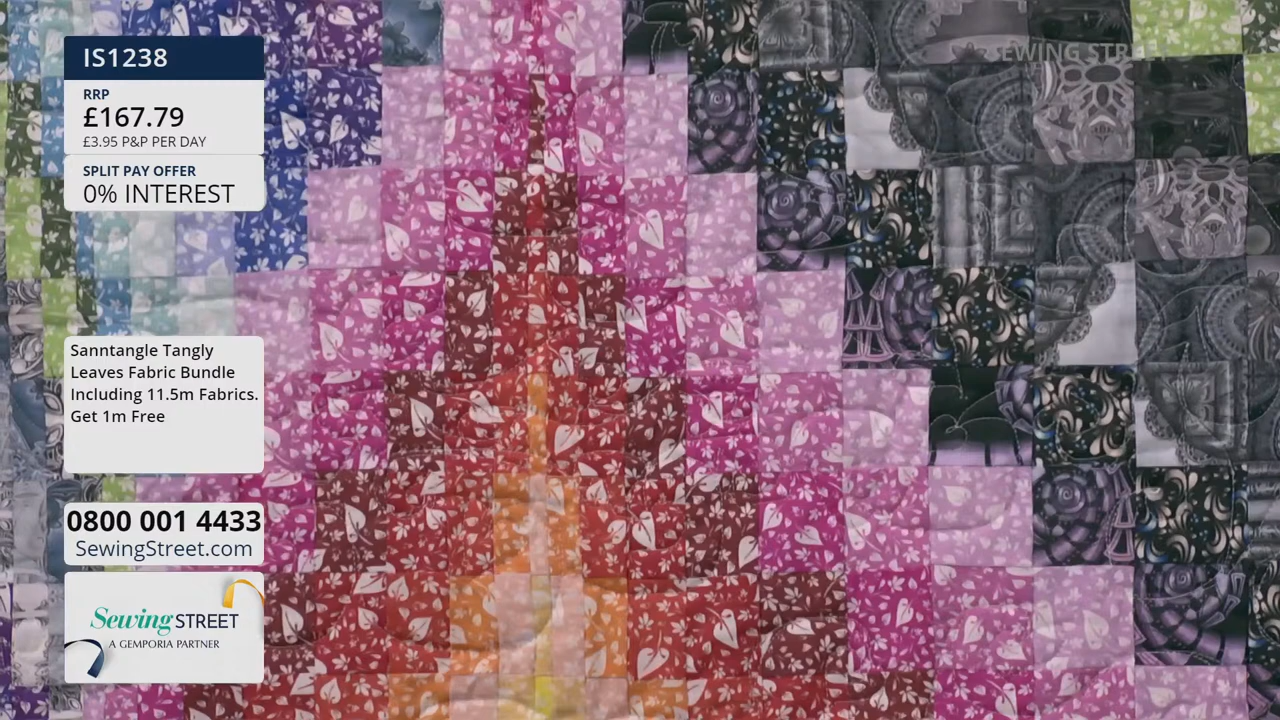 IS1238
RRP
£167.79
£3.95 P&P PER DAY
SPLIT PAY OFFER
0% INTEREST
Sanntangle Tangly
Leaves Fabric Bundle
Including 11.5m Fabrics.
Get 1m Free
0800 001 4433
SewingStreet.com
Sewing STREET
A GEMPORIA PARTNER
SEWING STREET